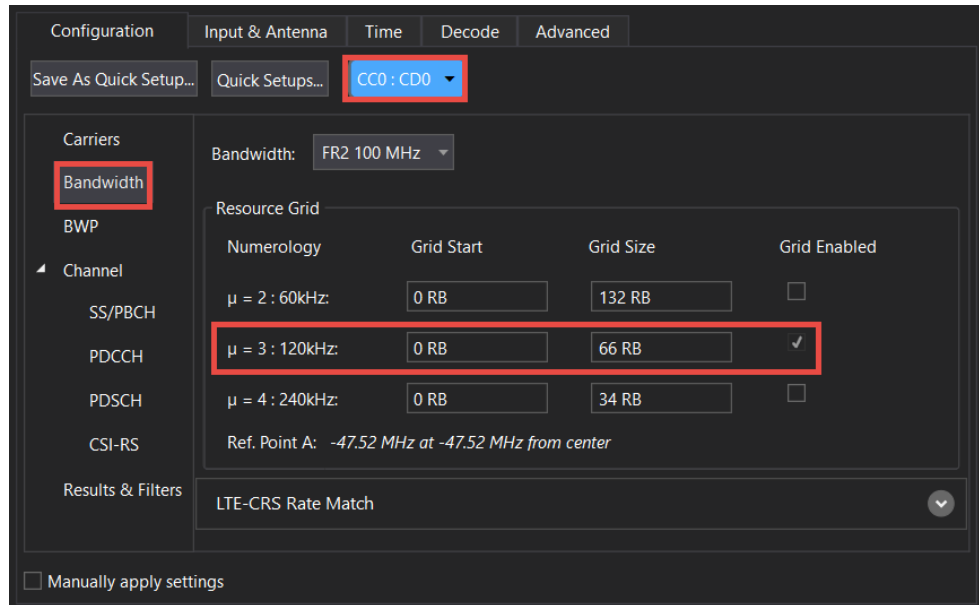 Configuration Input & Antenna Time Decode Advanced
Save As Quick Setup... Quick Setups... CC0 : CD0
Carriers
Bandwidth: FR2 100 MHz
Bandwidth
Resource Grid
BWP
Numerology Grid Start Grid Size Grid Enabled
Channel
μ = 2 : 60kHz: 0 RB 132 RB
SS/PBCH
μ = 3 : 120kHz: 0 RB 66 RB
PDCCH
μ = 4 : 240kHz: 0 RB 34 RB
PDSCH
Ref. Point A: -47.52 MHz at -47.52 MHz from center
CSI-RS
Results & Filters
LTE-CRS Rate Match
Manually apply settings